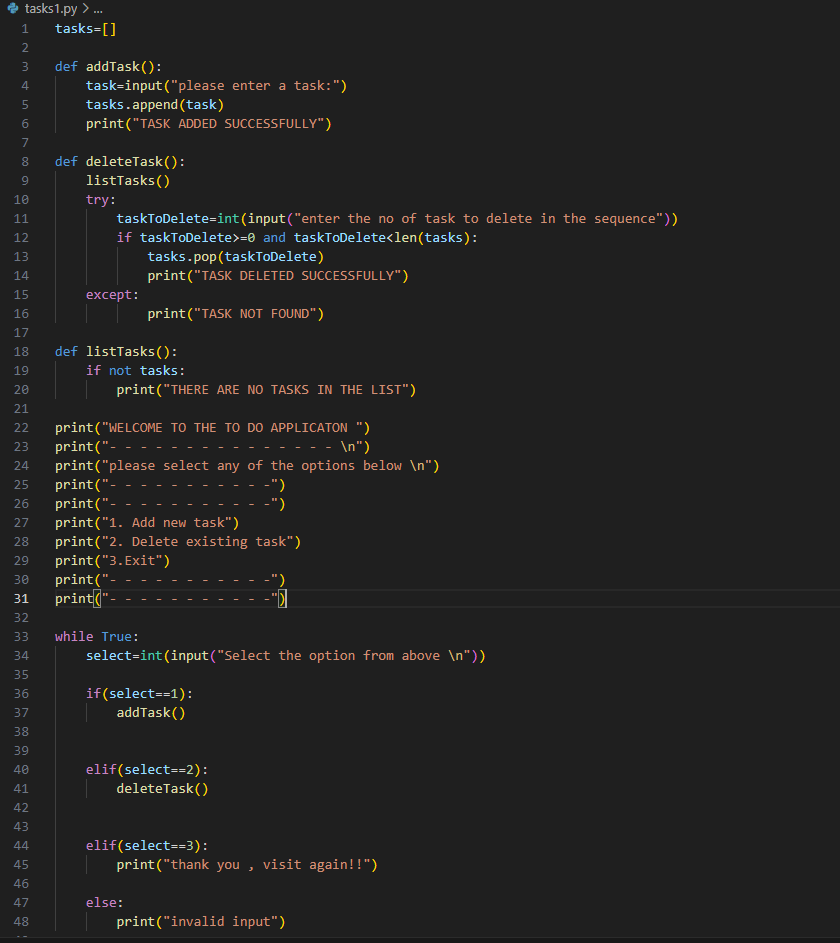 tasks1.py > ...
1 tasks=[]
2
3 def addTask():
4     task=input("please enter a task:")
5     tasks.append(task)
6     print("TASK ADDED SUCCESSFULLY")
7
8 def deleteTask():
9     listTasks()
10     try:
11         taskToDelete=int(input("enter the no of task to delete in the sequence"))
12         if taskToDelete>=0 and taskToDelete<len(tasks):
13             tasks.pop(taskToDelete)
14             print("TASK DELETED SUCCESSFULLY")
15     except:
16             print("TASK NOT FOUND")
17
18 def listTasks():
19     if not tasks:
20         print("THERE ARE NO TASKS IN THE LIST")
21
22 print("WELCOME TO THE TO DO APPLICATON ")
23 print("- - - - - - - - - - - - - - - \n")
24 print("please select any of the options below \n")
25 print("- - - - - - - - - - -")
26 print("- - - - - - - - - - -")
27 print("1. Add new task")
28 print("2. Delete existing task")
29 print("3.Exit")
30 print("- - - - - - - - - - -")
31 print("- - - - - - - - - - -")
32
33 while True:
34     select=int(input("Select the option from above \n"))
35
36     if(select==1):
37         addTask()
38
39
40     elif(select==2):
41         deleteTask()
42
43
44     elif(select==3):
45         print("thank you , visit again!!")
46
47     else:
48         print("invalid input")